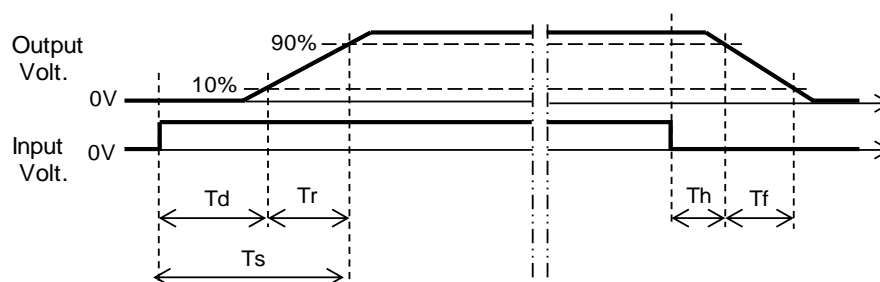 Output
Volt.
90%
10%
0V
Input
Volt.
0V
Td
Tr
Th
Tf
Ts